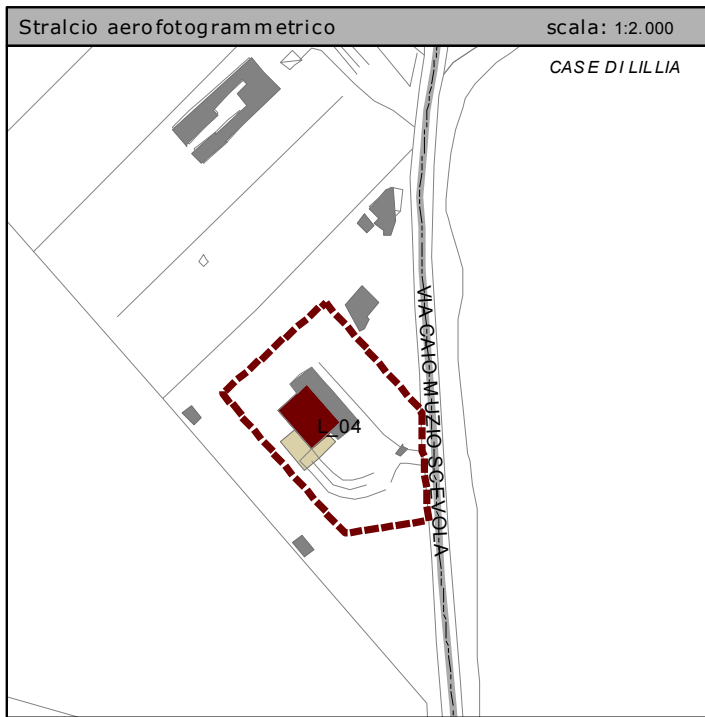 Stralcio aerofotogrammetrico scala: 1:2.000
CASE DI LILLIA
VIA CAIO MUZIO SCEVOLA
L_04